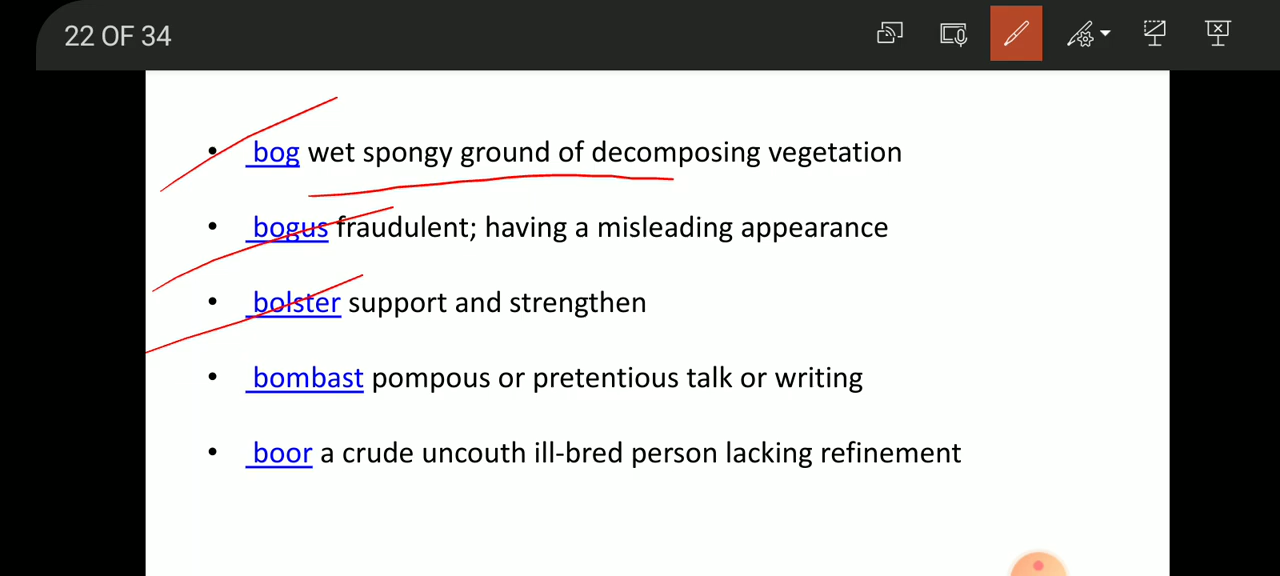 22 OF 34
• bog wet spongy ground of decomposing vegetation
• bogus fraudulent; having a misleading appearance
• bolster support and strengthen
• bombast pompous or pretentious talk or writing
• boor a crude uncouth ill-bred person lacking refinement